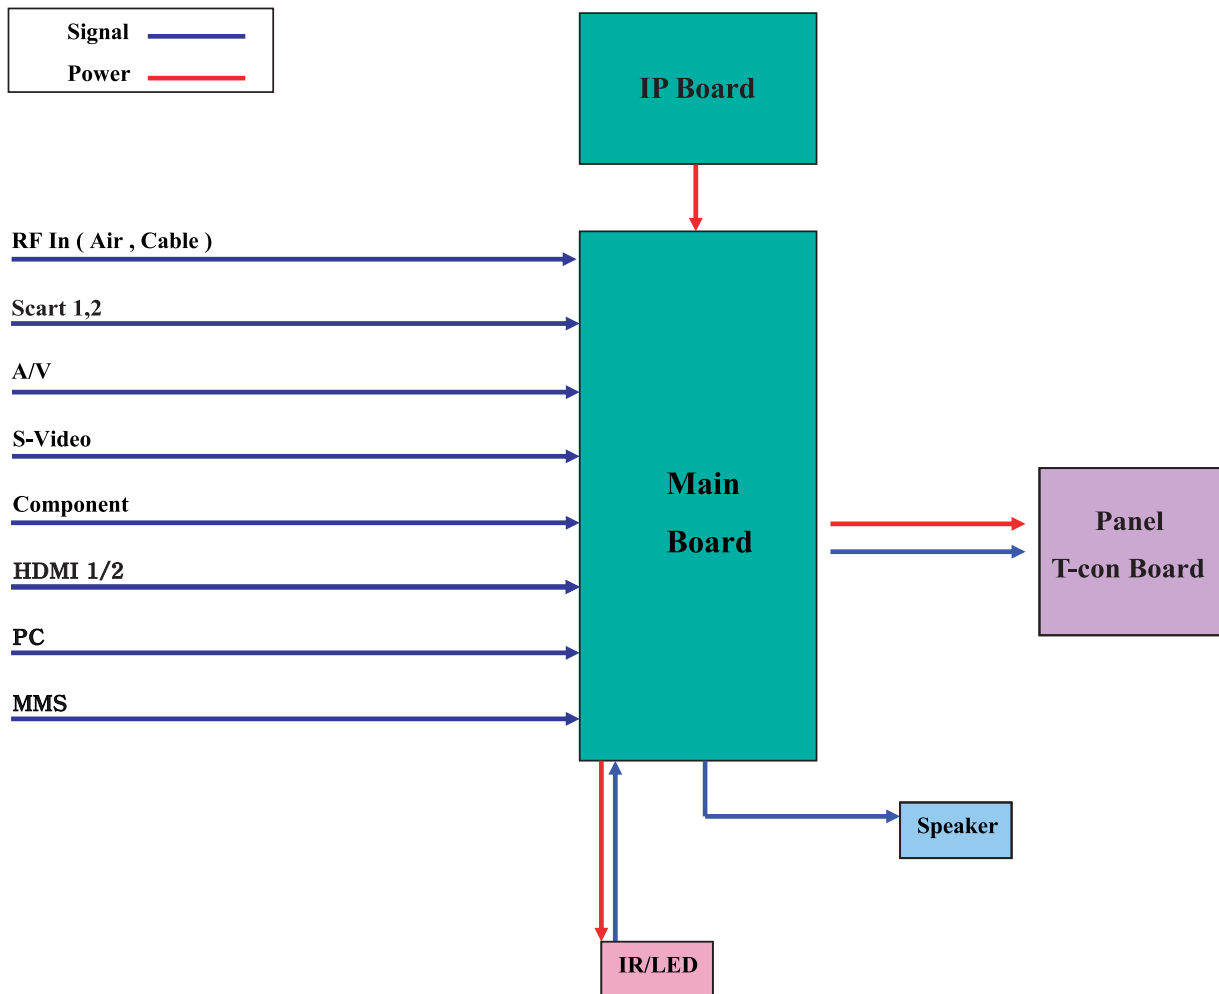 Signal
Power
IP Board
RF In ( Air , Cable )
Scart 1,2
A/V
S-Video
Component
HDMI 1/2
PC
MMS
Main
Board
Panel
T-con Board
Speaker
IR/LED